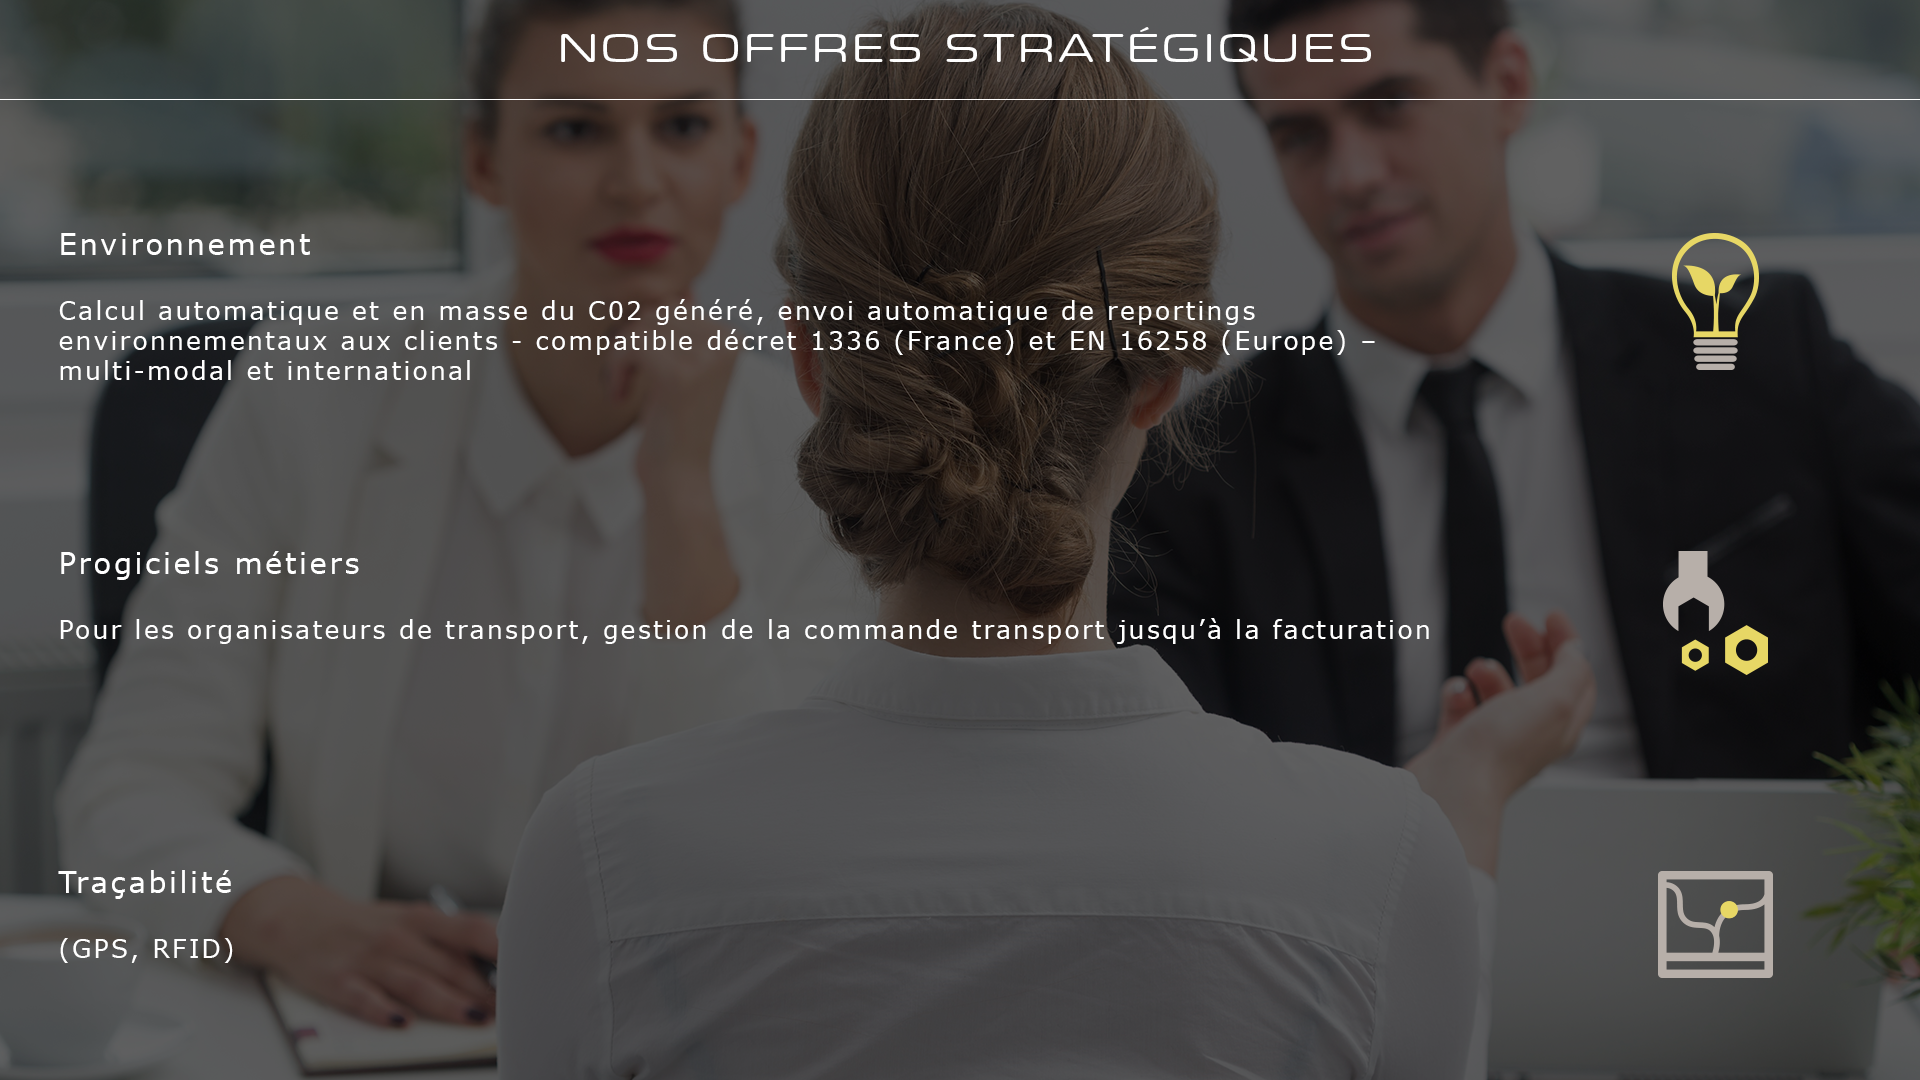 NOS OFFRES STRATÉGIQUES
Environnement
Calcul automatique et en masse du C02 généré, envoi automatique de reportings
environnementaux aux clients - compatible décret 1336 (France) et EN 16258 (Europe) –
multi-modal et international
Progiciels métiers
Pour les organisateurs de transport, gestion de la commande transport jusqu’à la facturation
Traçabilité
(GPS, RFID)